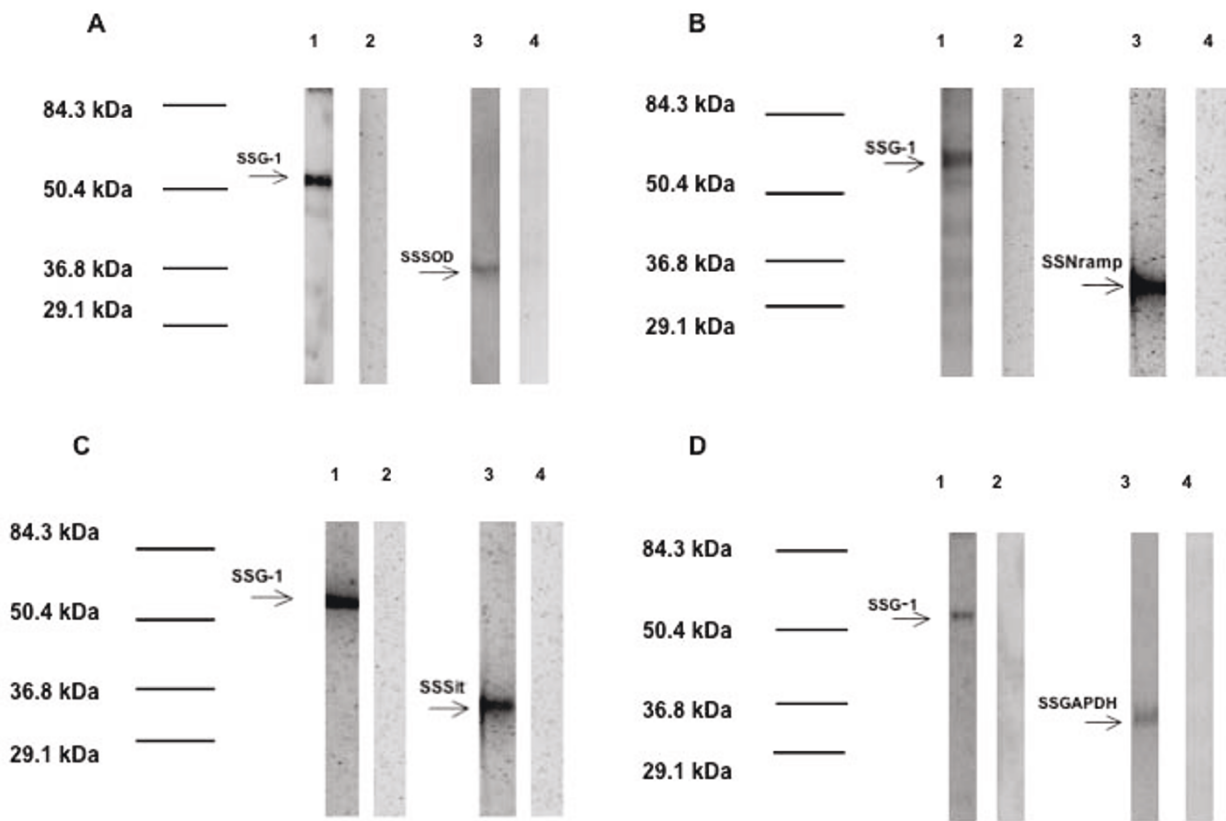 A
1 2 3 4
84.3 kDa
SSG-1
50.4 kDa
SSSOD
36.8 kDa
29.1 kDa
B
1 2 3 4
84.3 kDa
SSG-1
50.4 kDa
SSNramp
36.8 kDa
29.1 kDa
C
1 2 3 4
84.3 kDa
SSG-1
50.4 kDa
SSSit
36.8 kDa
29.1 kDa
D
1 2 3 4
84.3 kDa
SSG-1
50.4 kDa
SSGAPDH
36.8 kDa
29.1 kDa